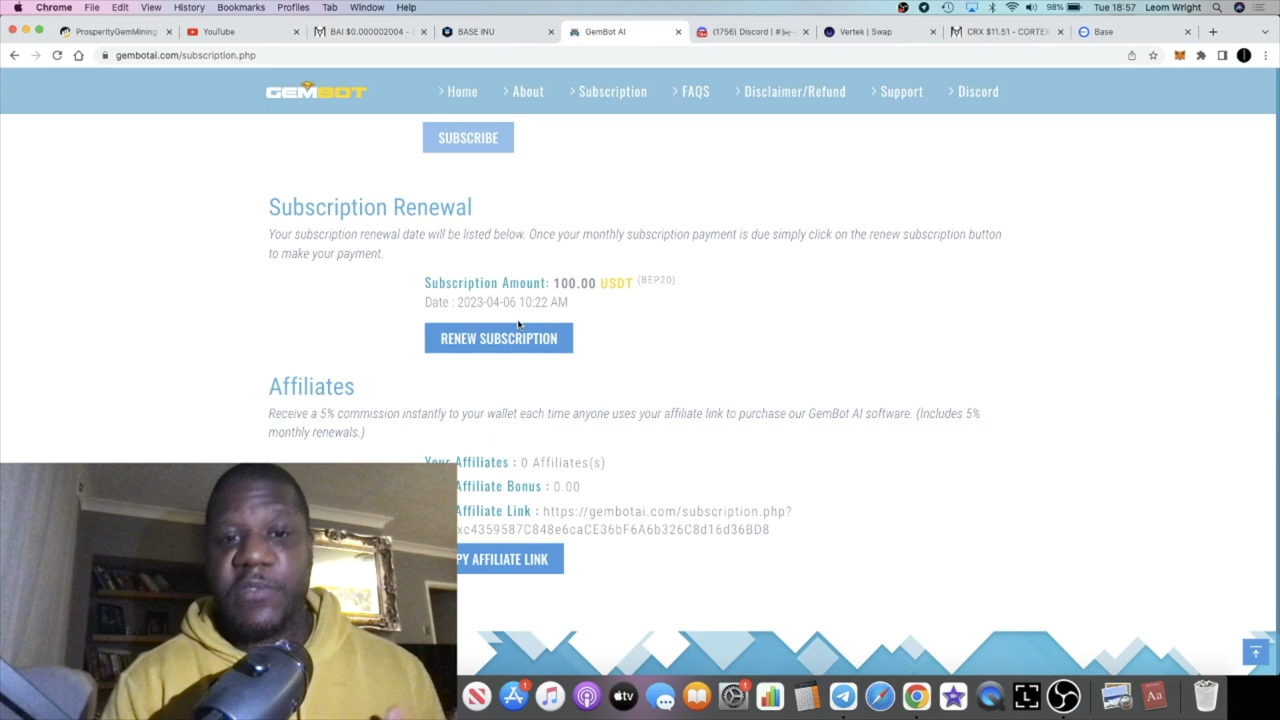 Chrome File Edit View History Bookmarks Profiles Tab Window Help 98% Tue 18:57 Leom Wright
ProsperityGemMining YouTube BAI $0.000002004 - BASE INU GemBot AI (1756) Discord | Vertek | Swap CRX $11.51 - CORTEX Base
gembotai.com/subscription.php
GEMBOT Home About Subscription FAQS Disclaimer/Refund Support Discord
SUBSCRIBE
Subscription Renewal
Your subscription renewal date will be listed below. Once your monthly subscription payment is due simply click on the renew subscription button
to make your payment.
Subscription Amount: 100.00 USDT (BEP20)
Date : 2023-04-06 10:22 AM
RENEW SUBSCRIPTION
Affiliates
Receive a 5% commission instantly to your wallet each time anyone uses your affiliate link to purchase our GemBot AI software. (Includes 5%
monthly renewals.)
Your Affiliates : 0 Affiliates(s)
Affiliate Bonus : 0.00
Affiliate Link : https://gembotai.com/subscription.php?
xc4359587C848e6caCE36bF6A6b326C8d16d36BD8
PY AFFILIATE LINK